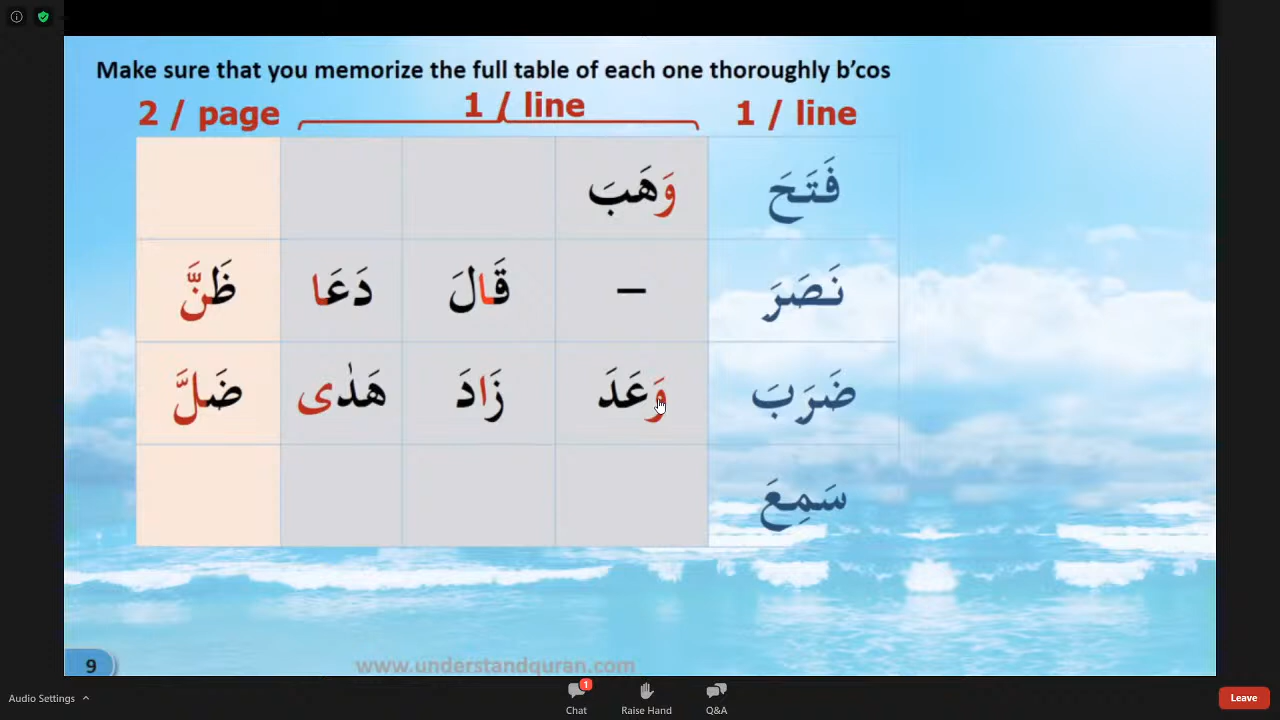 Make sure that you memorize the full table of each one thoroughly b’cos
2 / page 1 / line 1 / line
فَتَحَ وَهَبَ
نَصَرَ – قَالَ دَعَا ظَنَّ
ضَرَبَ وَعَدَ زَادَ هَدٰى ضَلَّ
سَمِعَ
9
www.understandquran.com
Audio Settings
1
Chat
Raise Hand
Q&A
Leave